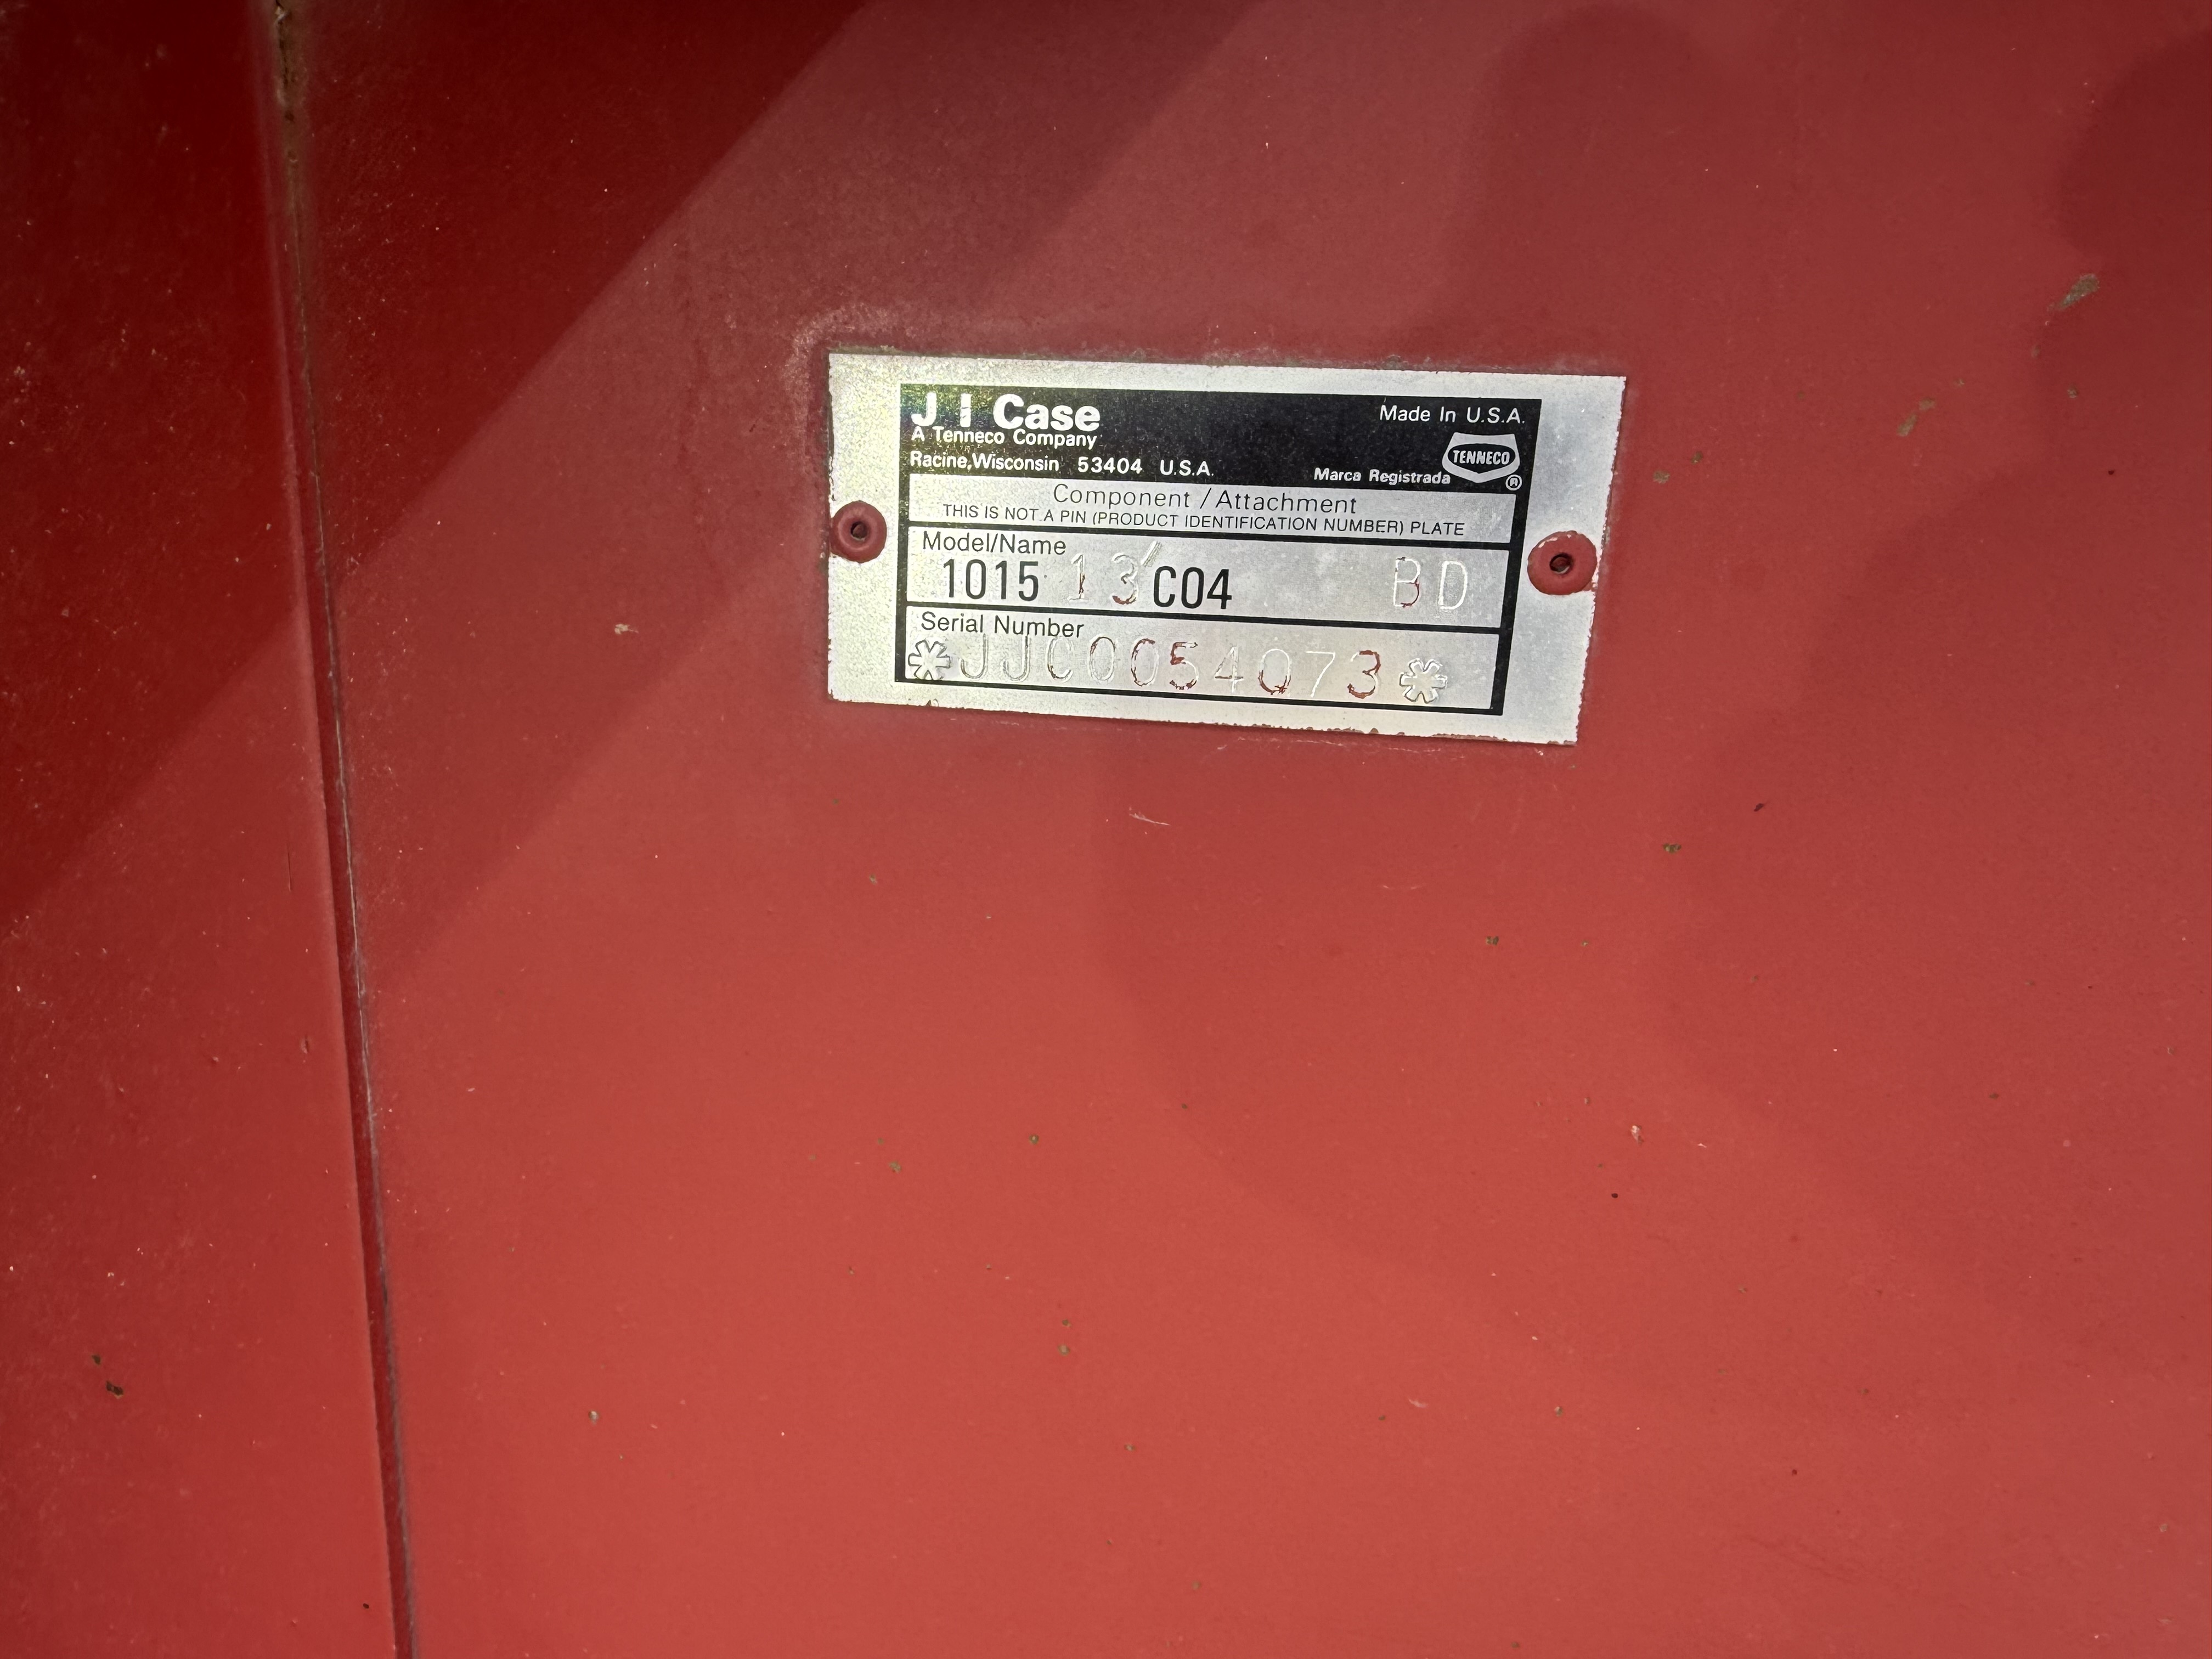 J I Case
A Tenneco Company
Racine, Wisconsin 53404 U.S.A.
Made In U.S.A.
TENNECO
Marca Registrada ®
Component / Attachment
THIS IS NOT A PIN (PRODUCT IDENTIFICATION NUMBER) PLATE
Model/Name
1015 13' C04 BD
Serial Number
*JJC0054073*